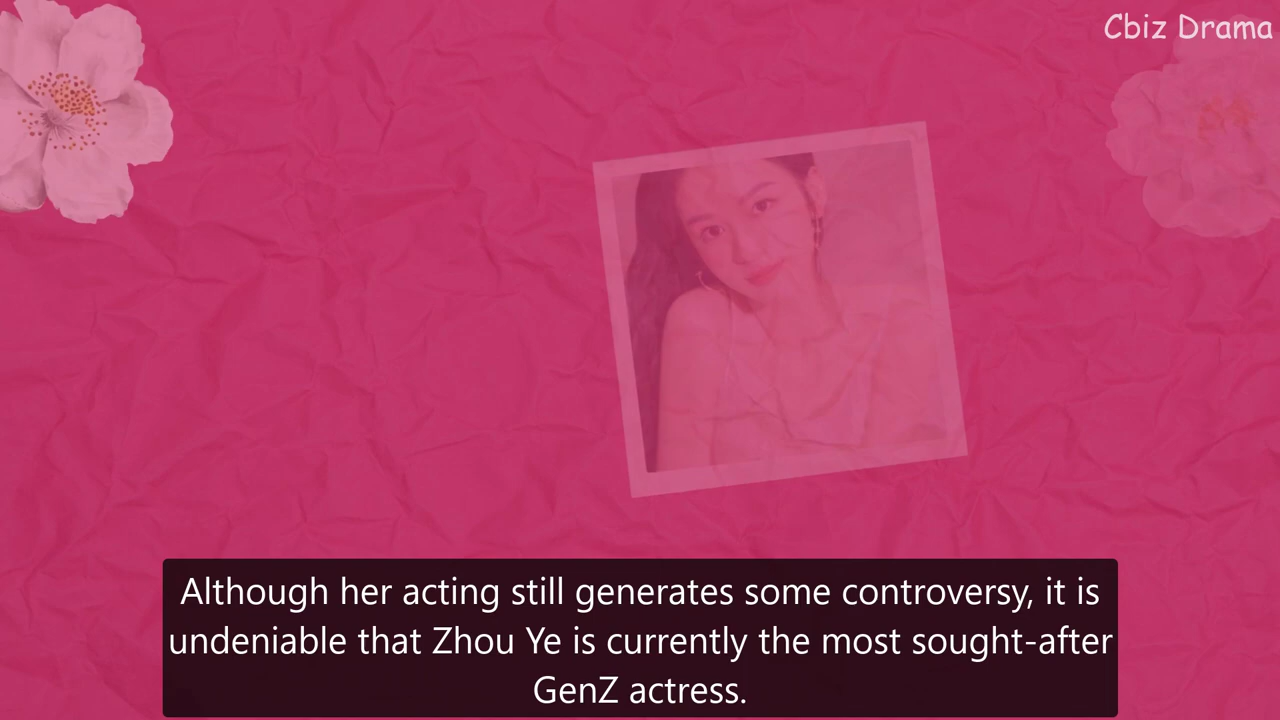 Cbiz Drama
Although her acting still generates some controversy, it is
undeniable that Zhou Ye is currently the most sought-after
GenZ actress.